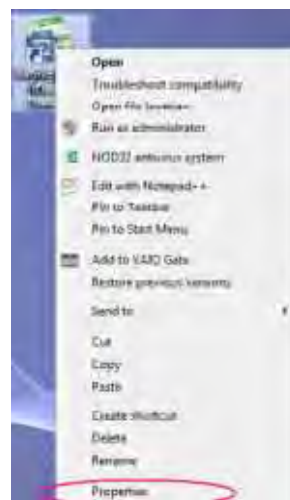 Open
Troubleshoot compatibility
Open file location
Run as administrator
NOD32 antivirus system
Edit with Notepad++
Pin to Taskbar
Pin to Start Menu
Add to VAIO Gate
Restore previous versions
Send to
Cut
Copy
Paste
Create shortcut
Delete
Rename
Properties